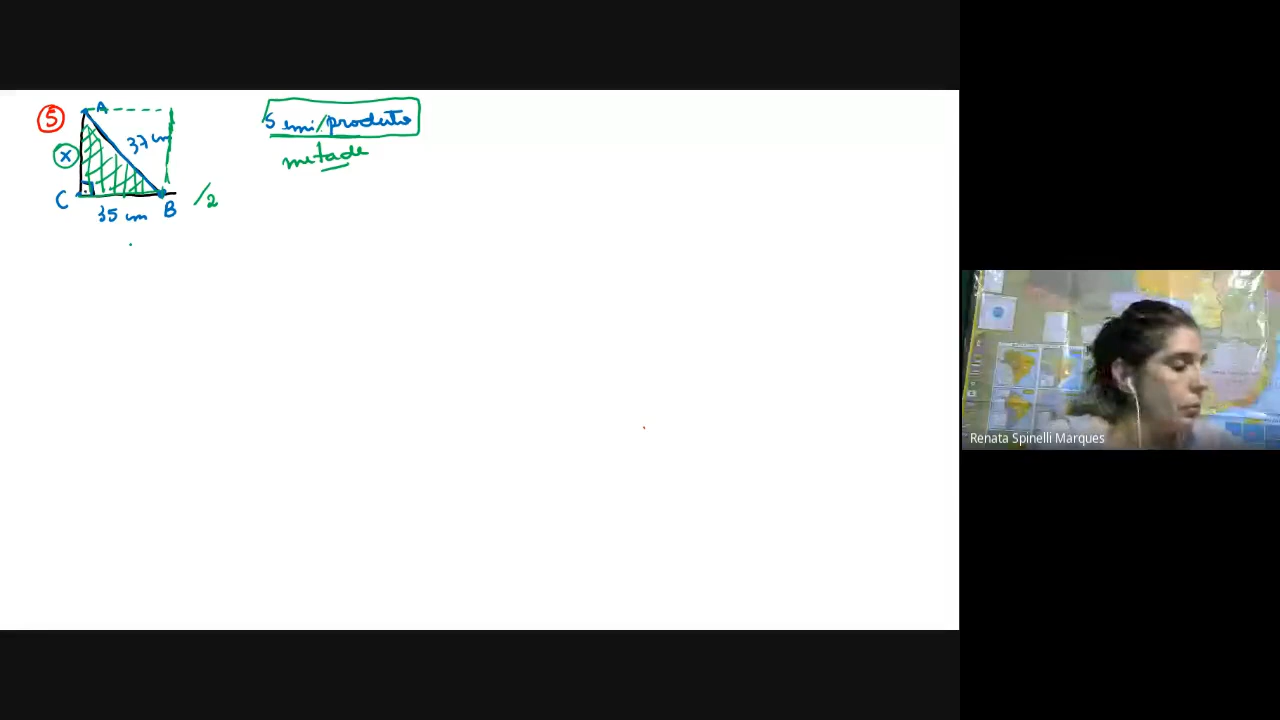 5
A
37 cm
x
C
35 cm
B
/2
Semi/produto
metade
Renata Spinelli Marques